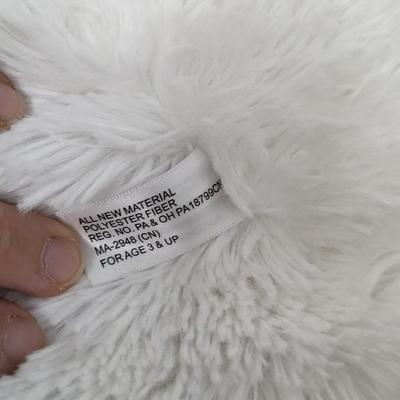 ALL NEW MATERIAL
POLYESTER FIBER
REG. NO. PA & OH PA18799(CN
MA-2948 (CN)
FOR AGE 3 & UP